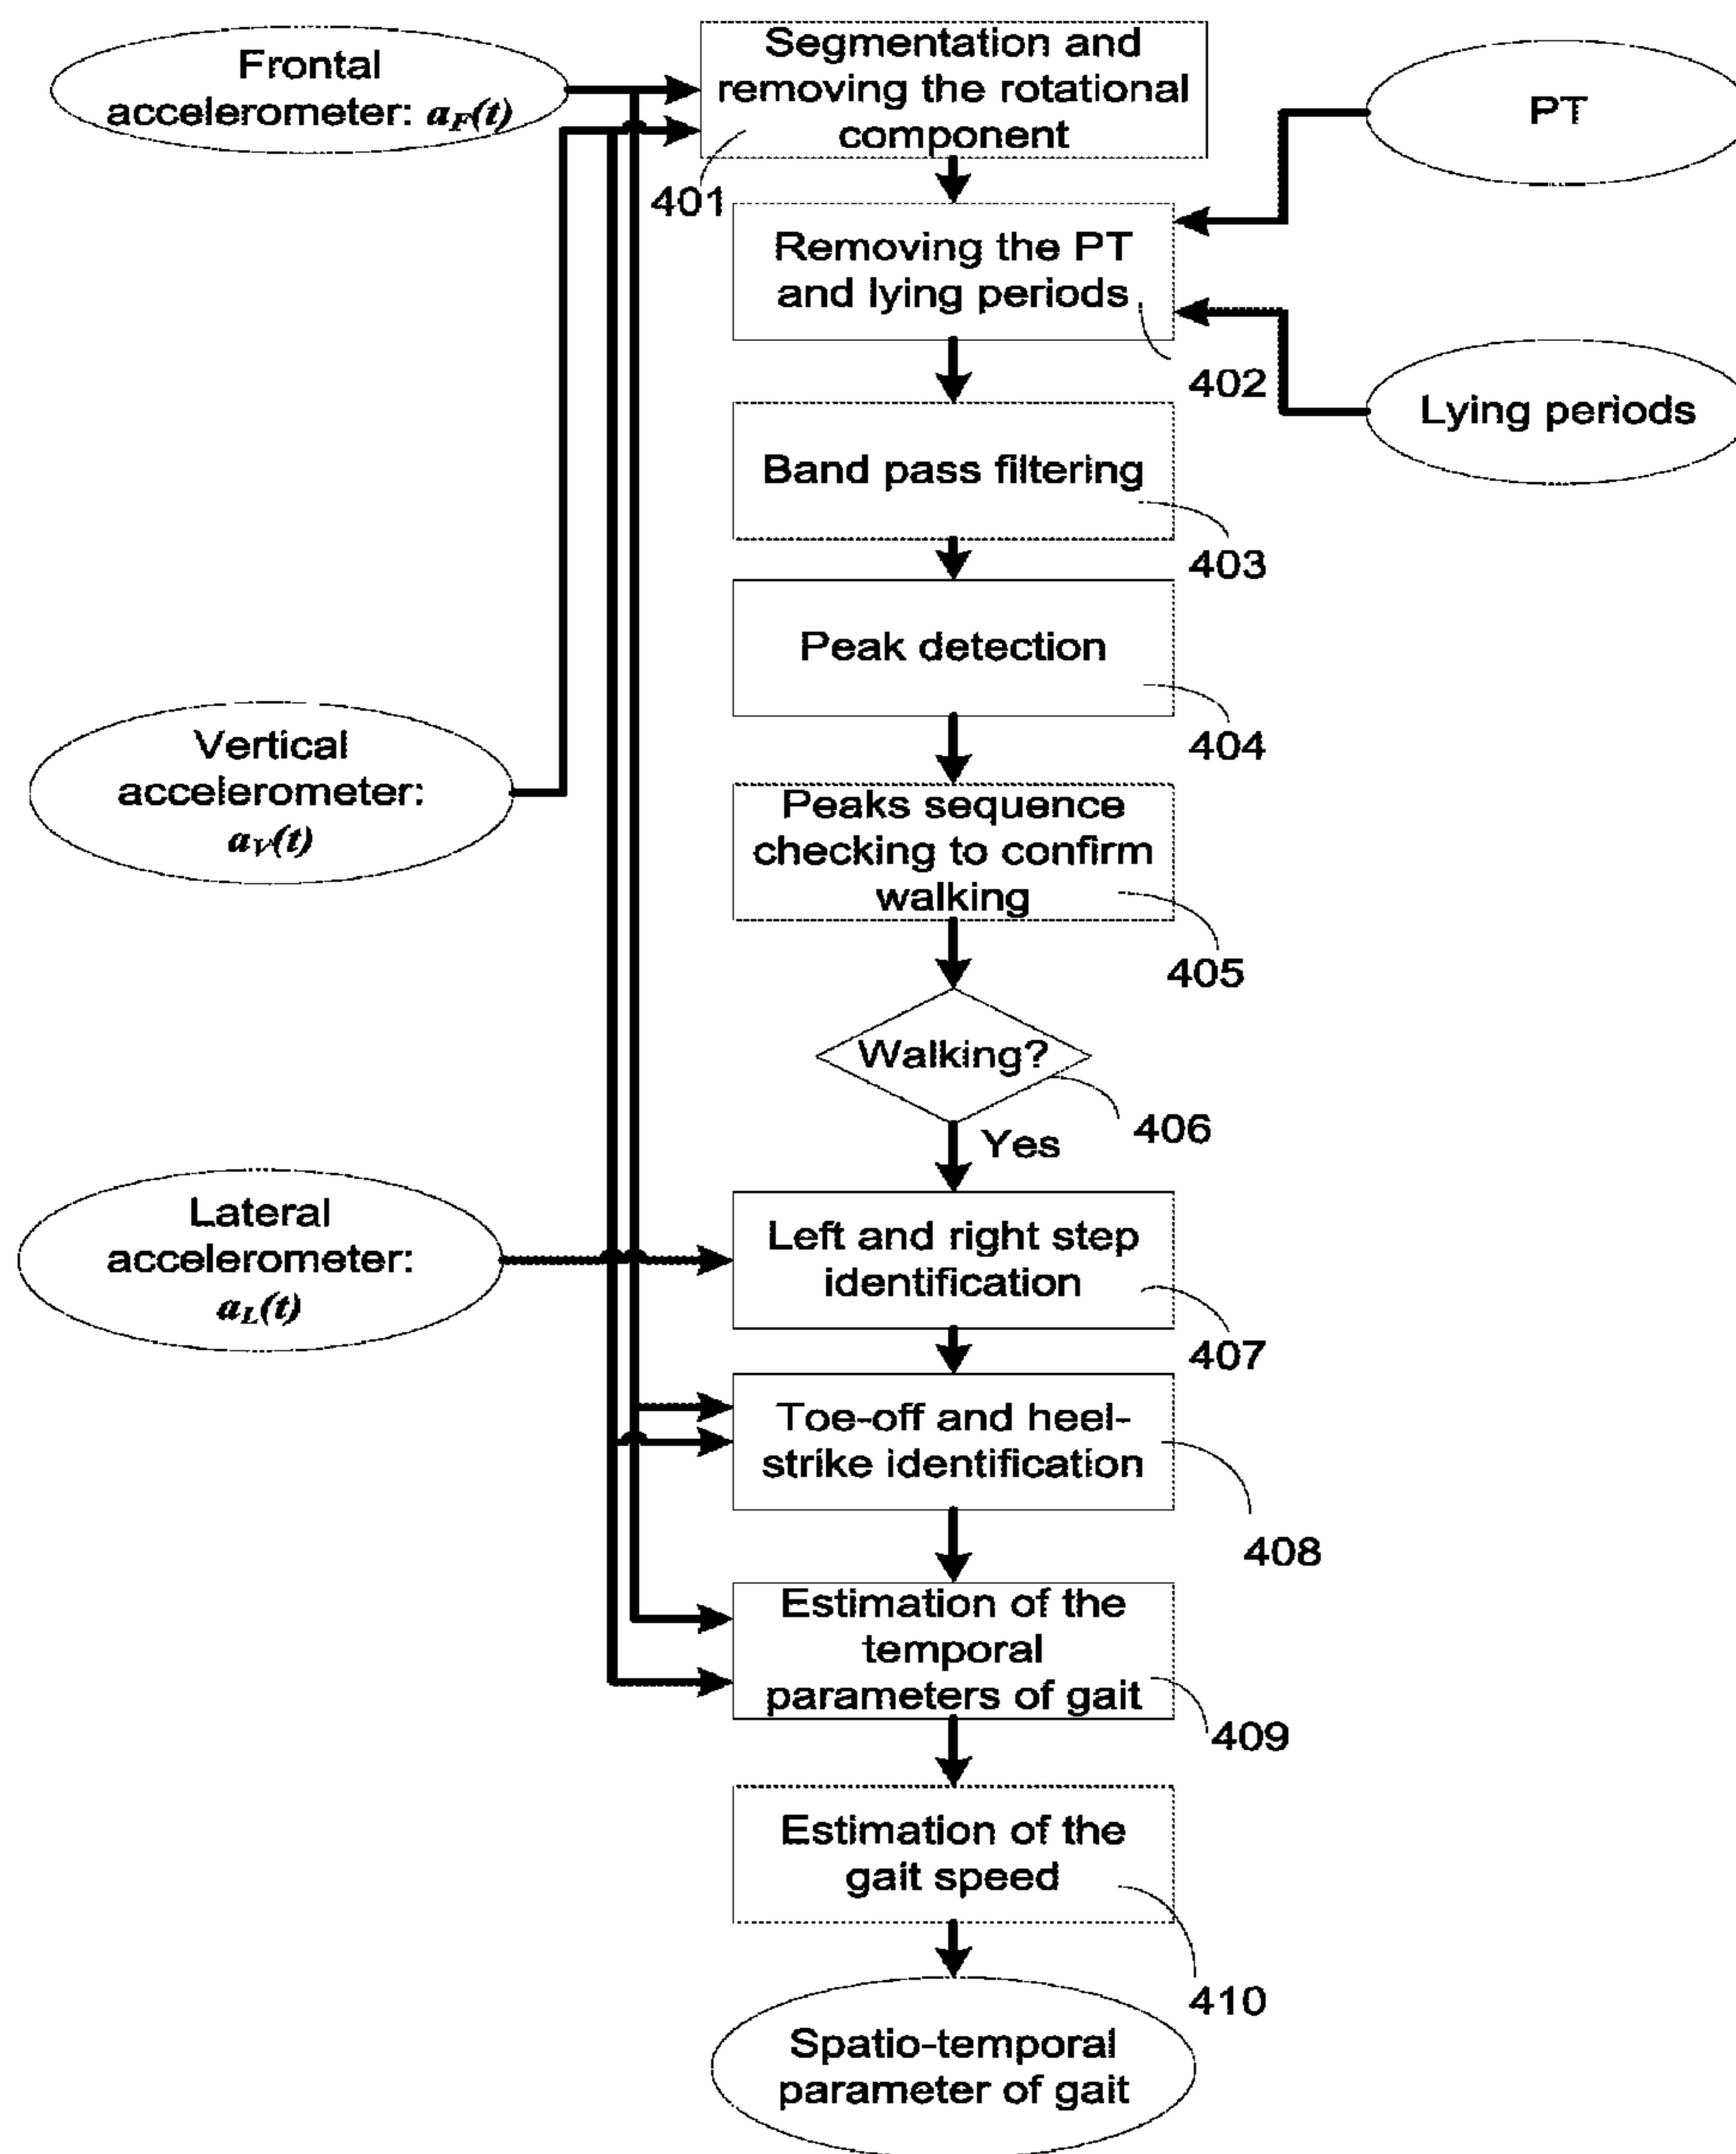 Frontal
accelerometer: a_F(t)
Segmentation and
removing the rotational
component
401
PT
Removing the PT
and lying periods
402
Lying periods
Band pass filtering
403
Peak detection
404
Vertical
accelerometer:
a_V(t)
Peaks sequence
checking to confirm
walking
405
Walking?
406
Yes
Lateral
accelerometer:
a_L(t)
Left and right step
identification
407
Toe-off and heel-
strike identification
408
Estimation of the
temporal
parameters of gait
409
Estimation of the
gait speed
410
Spatio-temporal
parameter of gait